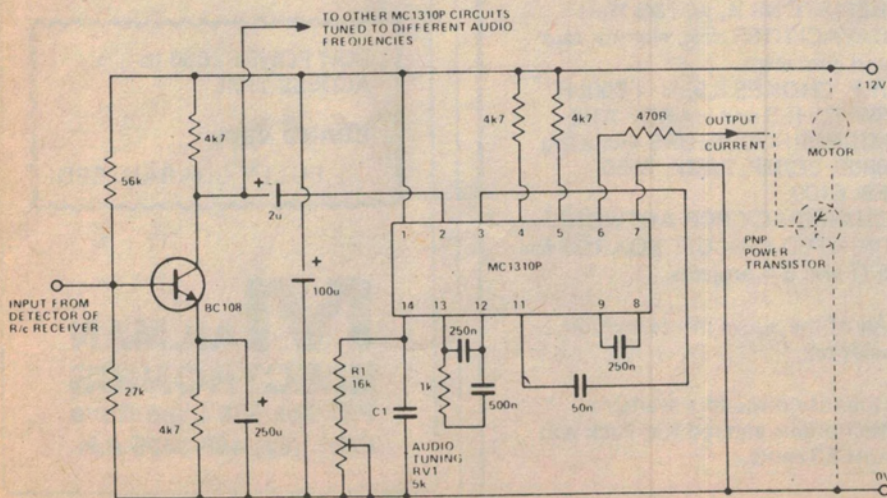 TO OTHER MC1310P CIRCUITS
TUNED TO DIFFERENT AUDIO
FREQUENCIES
+12V
4k7
4k7
4k7
470R
OUTPUT
CURRENT
MOTOR
56k
+
2u
1
2
3
4
5
6
7
MC1310P
PNP
POWER
TRANSISTOR
+
100u
INPUT FROM
DETECTOR OF
R/c RECEIVER
BC108
14
13
12
11
9
8
250n
250n
R1
16k
1k
27k
4k7
+
250u
C1
500n
50n
AUDIO
TUNING
RV1
5k